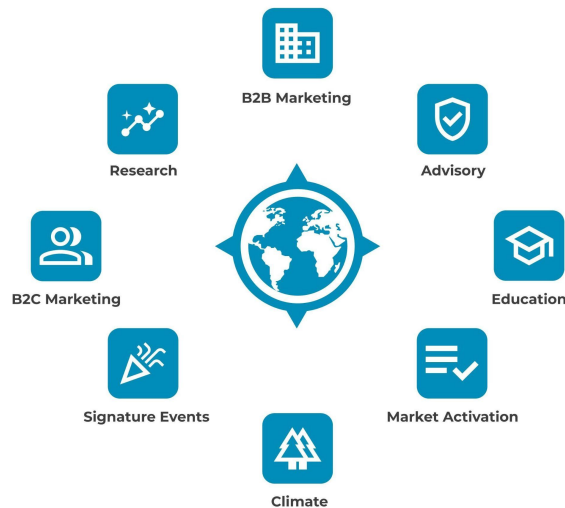 B2B Marketing
Research
Advisory
B2C Marketing
Education
Signature Events
Market Activation
Climate